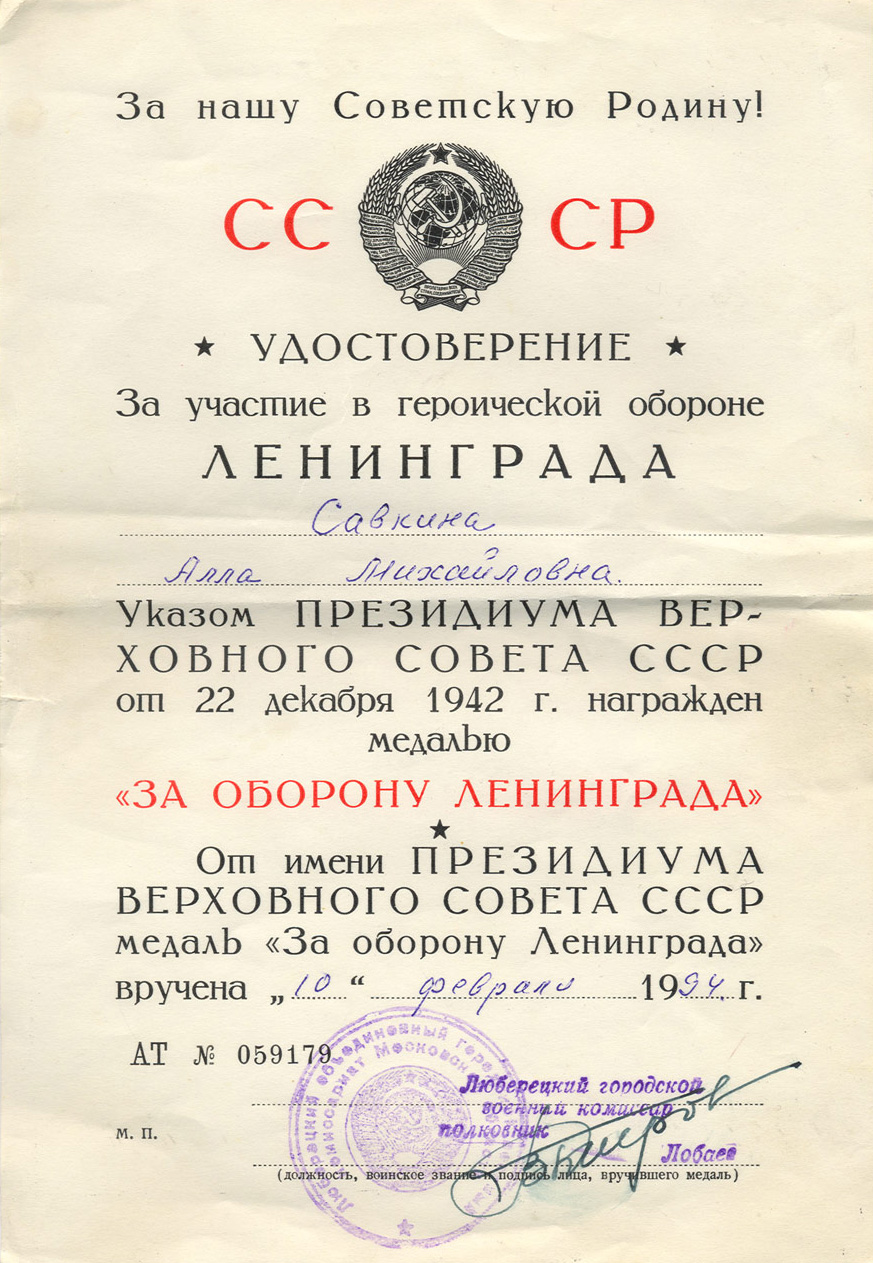 За нашу Советскую Родину!
СС СР
УДОСТОВЕРЕНИЕ
За участие в героической обороне
ЛЕНИНГРАДА
Савкина
Алла Михайловна.
Указом ПРЕЗИДИУМА ВЕР-
ХОВНОГО СОВЕТА СССР
от 22 декабря 1942 г. награжден
медалью
«ЗА ОБОРОНУ ЛЕНИНГРАДА»
От имени ПРЕЗИДИУМА
ВЕРХОВНОГО СОВЕТА СССР
медаль «За оборону Ленинграда»
вручена „10“ февраля 1994. г.
АТ № 059179
Люберецкий городской
военный комиссар
полковник
Лобаев
м. п.
(должность, воинское звание и подпись лица, вручившего медаль)